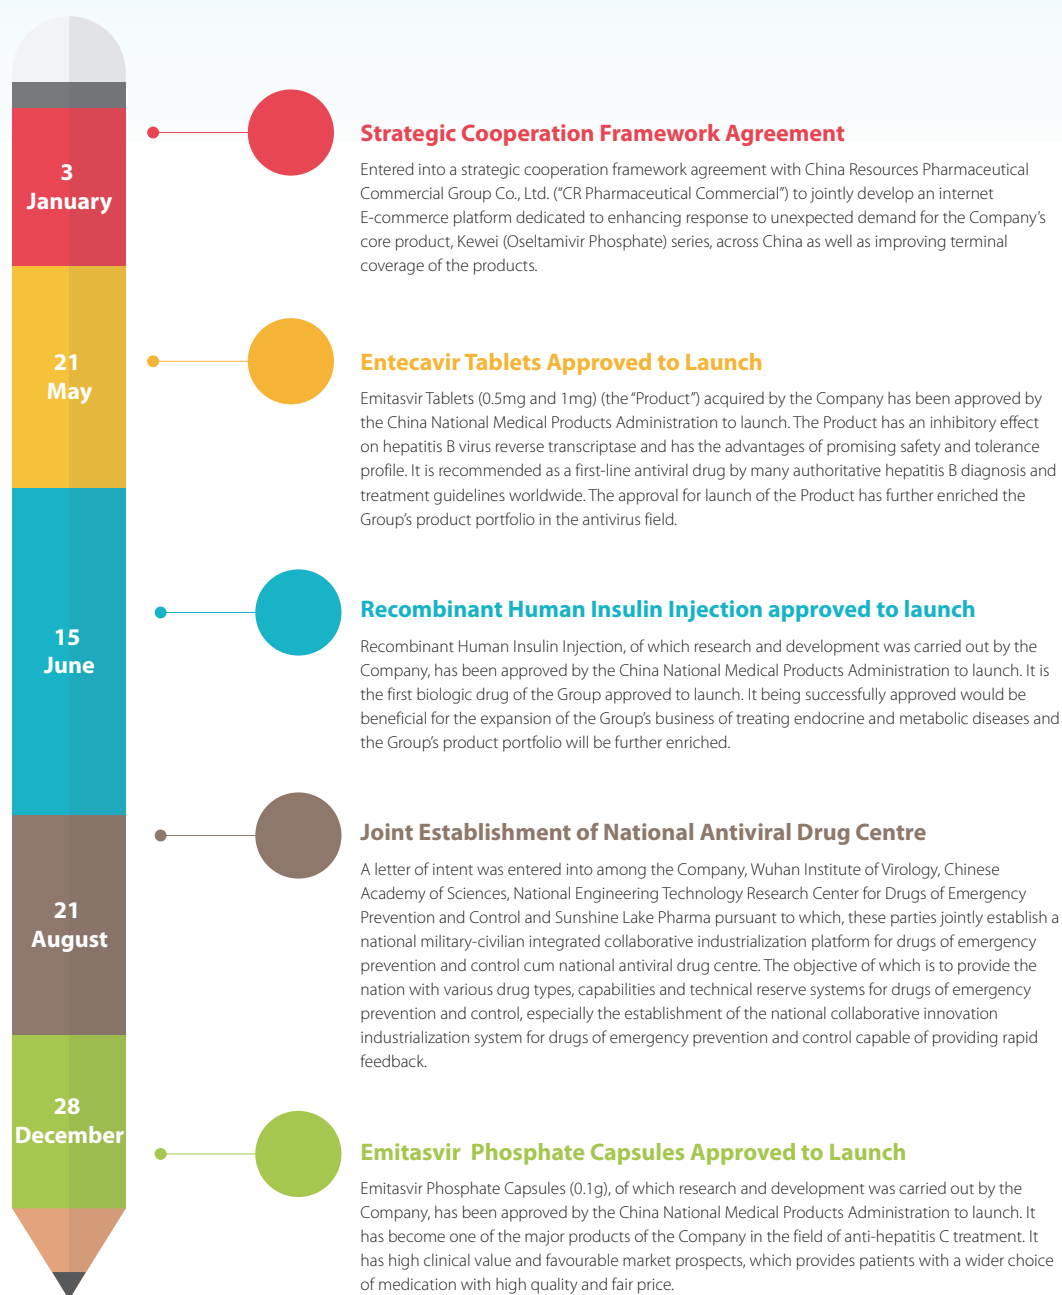 3
January
Strategic Cooperation Framework Agreement
Entered into a strategic cooperation framework agreement with China Resources Pharmaceutical
Commercial Group Co., Ltd. (“CR Pharmaceutical Commercial”) to jointly develop an internet
E-commerce platform dedicated to enhancing response to unexpected demand for the Company’s
core product, Kewei (Oseltamivir Phosphate) series, across China as well as improving terminal
coverage of the products.
21
May
Entecavir Tablets Approved to Launch
Emitasvir Tablets (0.5mg and 1mg) (the “Product”) acquired by the Company has been approved by
the China National Medical Products Administration to launch. The Product has an inhibitory effect
on hepatitis B virus reverse transcriptase and has the advantages of promising safety and tolerance
profile. It is recommended as a first-line antiviral drug by many authoritative hepatitis B diagnosis and
treatment guidelines worldwide. The approval for launch of the Product has further enriched the
Group’s product portfolio in the antivirus field.
15
June
Recombinant Human Insulin Injection approved to launch
Recombinant Human Insulin Injection, of which research and development was carried out by the
Company, has been approved by the China National Medical Products Administration to launch. It is
the first biologic drug of the Group approved to launch. It being successfully approved would be
beneficial for the expansion of the Group’s business of treating endocrine and metabolic diseases and
the Group’s product portfolio will be further enriched.
21
August
Joint Establishment of National Antiviral Drug Centre
A letter of intent was entered into among the Company, Wuhan Institute of Virology, Chinese
Academy of Sciences, National Engineering Technology Research Center for Drugs of Emergency
Prevention and Control and Sunshine Lake Pharma pursuant to which, these parties jointly establish a
national military-civilian integrated collaborative industrialization platform for drugs of emergency
prevention and control cum national antiviral drug centre. The objective of which is to provide the
nation with various drug types, capabilities and technical reserve systems for drugs of emergency
prevention and control, especially the establishment of the national collaborative innovation
industrialization system for drugs of emergency prevention and control capable of providing rapid
feedback.
28
December
Emitasvir Phosphate Capsules Approved to Launch
Emitasvir Phosphate Capsules (0.1g), of which research and development was carried out by the
Company, has been approved by the China National Medical Products Administration to launch. It
has become one of the major products of the Company in the field of anti-hepatitis C treatment. It
has high clinical value and favourable market prospects, which provides patients with a wider choice
of medication with high quality and fair price.